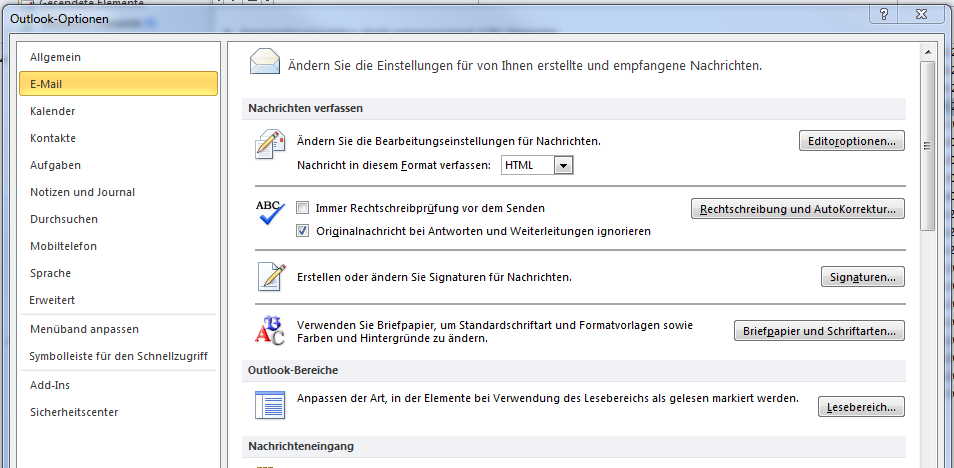 Gesendete Elemente
Outlook-Optionen
Allgemein
E-Mail
Kalender
Kontakte
Aufgaben
Notizen und Journal
Durchsuchen
Mobiltelefon
Sprache
Erweitert
Menüband anpassen
Symbolleiste für den Schnellzugriff
Add-Ins
Sicherheitscenter
Ändern Sie die Einstellungen für von Ihnen erstellte und empfangene Nachrichten.
Nachrichten verfassen
Ändern Sie die Bearbeitungseinstellungen für Nachrichten.
Editoroptionen...
Nachricht in diesem Format verfassen: HTML
ABC
Immer Rechtschreibprüfung vor dem Senden
Rechtschreibung und AutoKorrektur...
Originalnachricht bei Antworten und Weiterleitungen ignorieren
Erstellen oder ändern Sie Signaturen für Nachrichten.
Signaturen...
ABC
Verwenden Sie Briefpapier, um Standardschriftart und Formatvorlagen sowie
Farben und Hintergründe zu ändern.
Briefpapier und Schriftarten...
Outlook-Bereiche
Anpassen der Art, in der Elemente bei Verwendung des Lesebereichs als gelesen markiert werden.
Lesebereich...
Nachrichteneingang